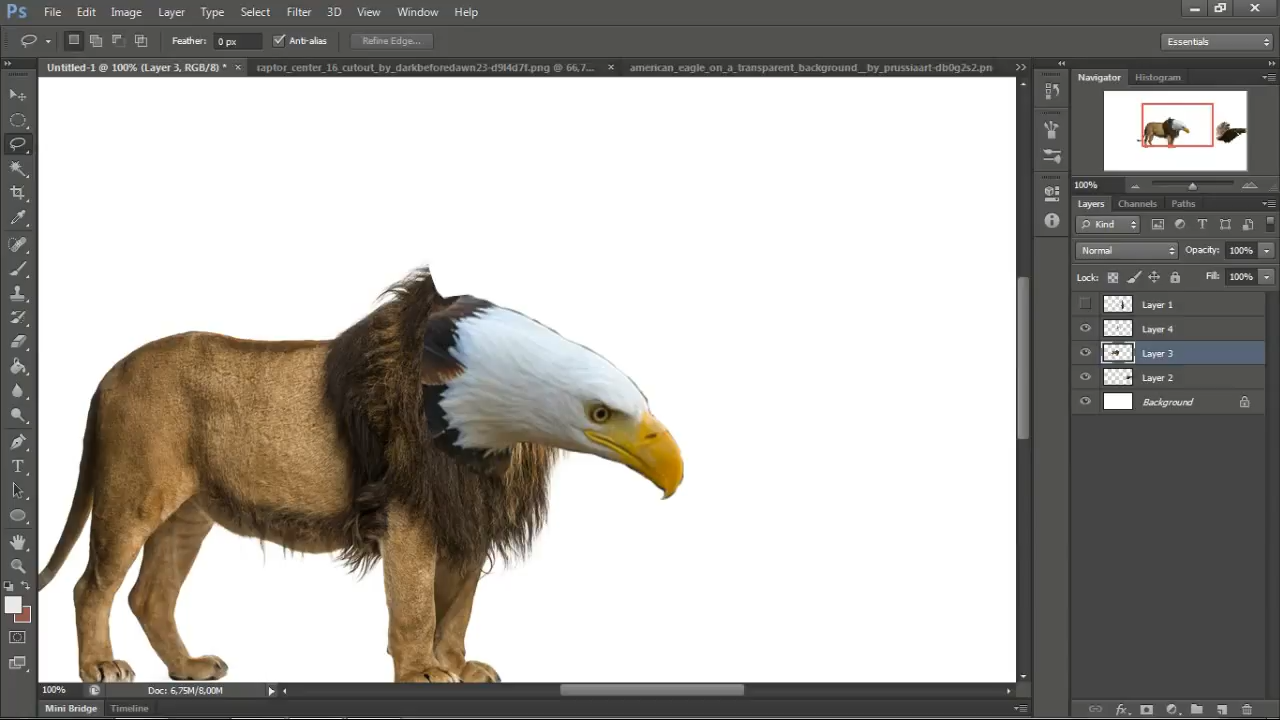 Ps File Edit Image Layer Type Select Filter 3D View Window Help
Feather: 0 px Anti-alias Refine Edge... Essentials
Untitled-1 @ 100% (Layer 3, RGB/8) * × raptor_center_16_cutout_by_darkbeforedawn23-d9l4d7f.png @ 66,7... × american_eagle_on_a_transparent_background__by_prussiaart-db0g2s2.pn
Navigator Histogram
100%
Layers Channels Paths
Kind
Normal Opacity: 100%
Lock: Fill: 100%
Layer 1
Layer 4
Layer 3
Layer 2
Background
100% Doc: 6,75M/8,00M
Mini Bridge Timeline